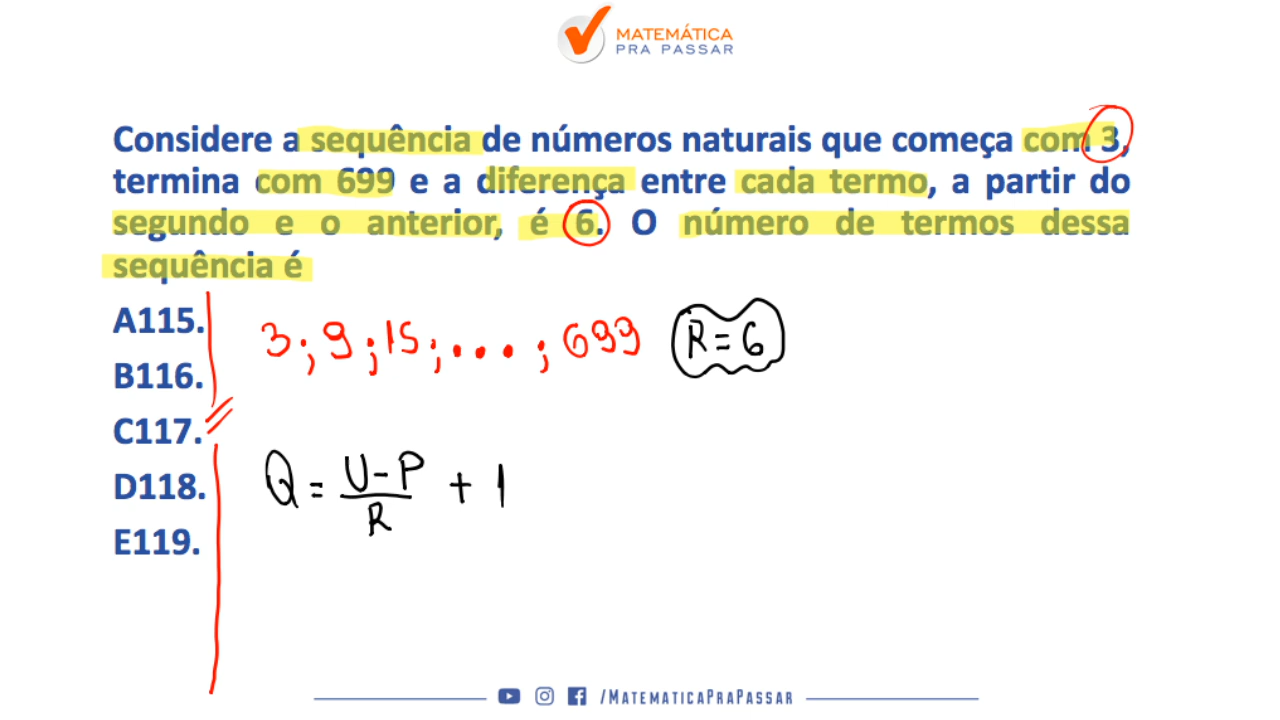 MATEMÁTICA
PRA PASSAR
Considere a sequência de números naturais que começa com 3,
termina com 699 e a diferença entre cada termo, a partir do
segundo e o anterior, é 6. O número de termos dessa
sequência é
A115.
3; 9; 15; ... ; 699 R = 6
B116.
C117.
D118.
Q = U-P/R + 1
E119.
/MatematicaPraPassar